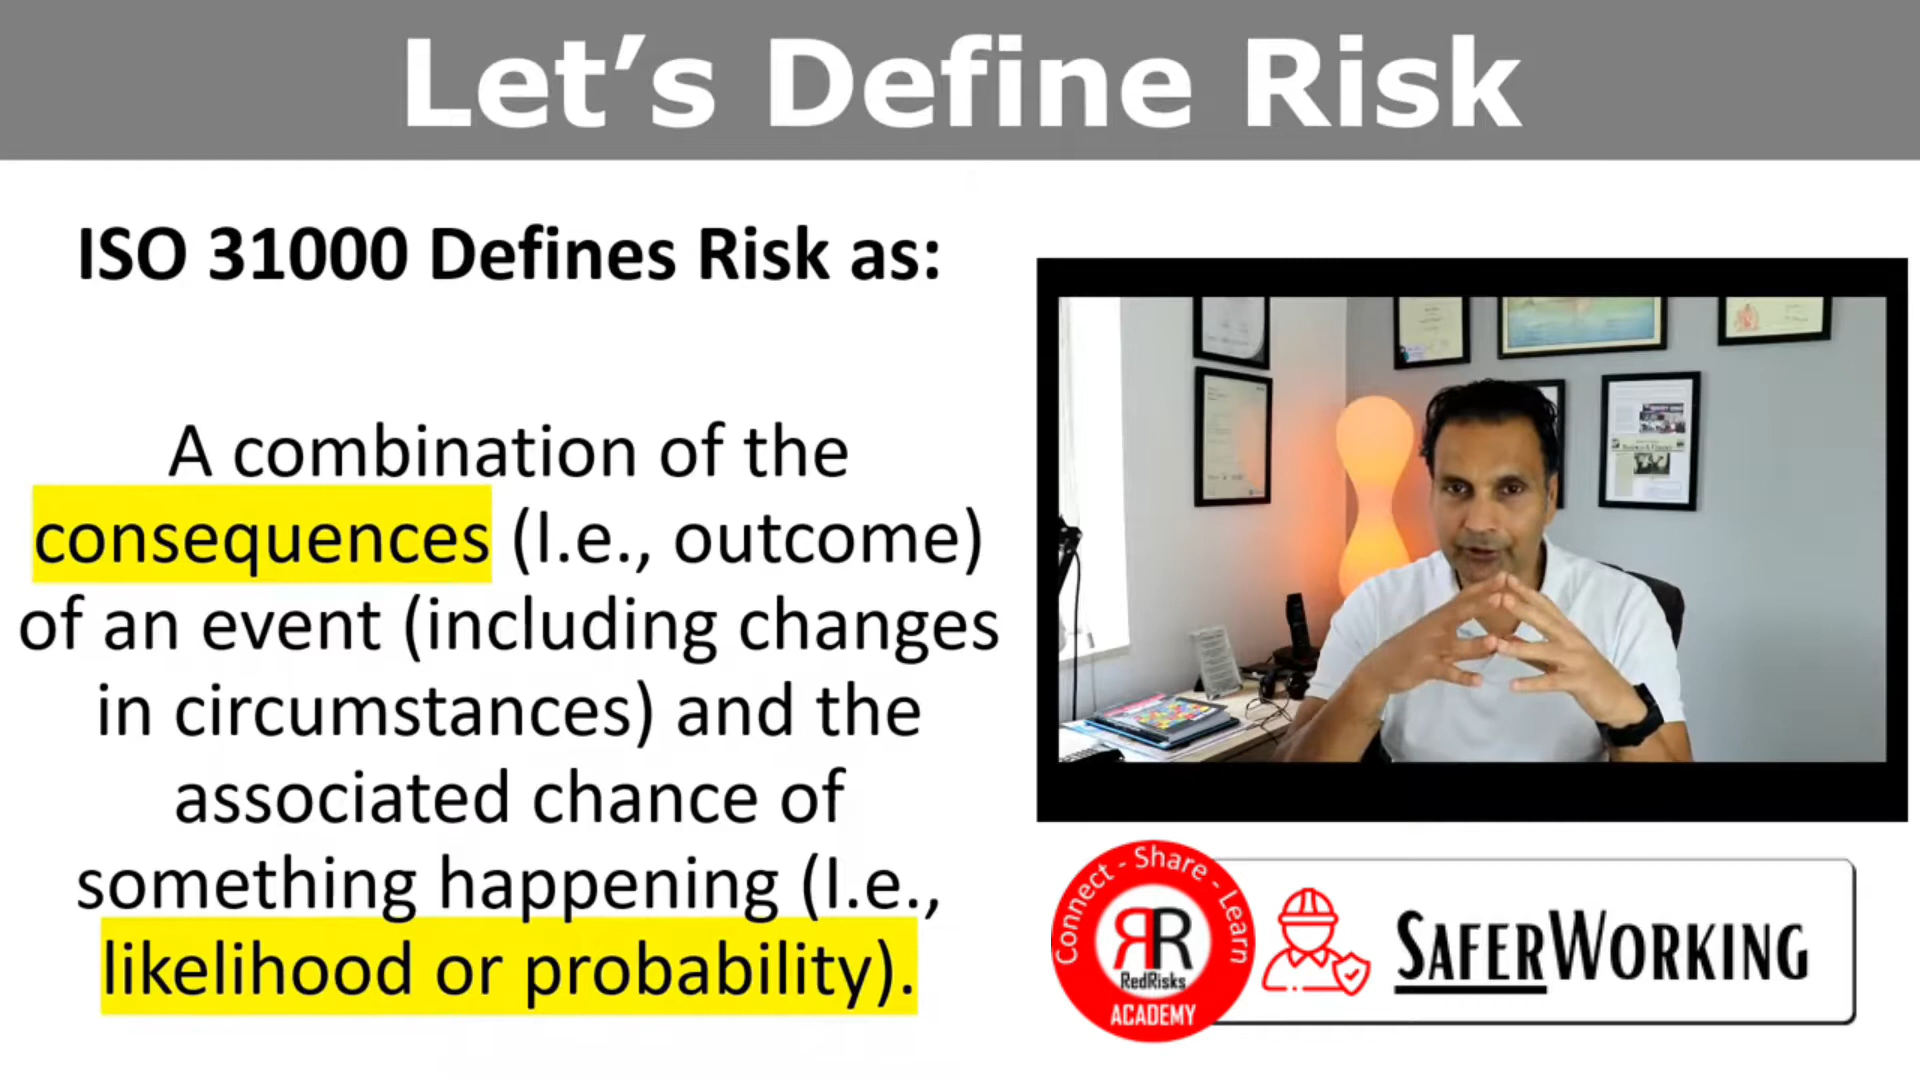 Let's Define Risk
ISO 31000 Defines Risk as:
A combination of the
consequences (I.e., outcome)
of an event (including changes
in circumstances) and the
associated chance of
something happening (I.e.,
likelihood or probability).
Connect - Share - Learn
RR
RedRisks
ACADEMY
SAFERWORKING